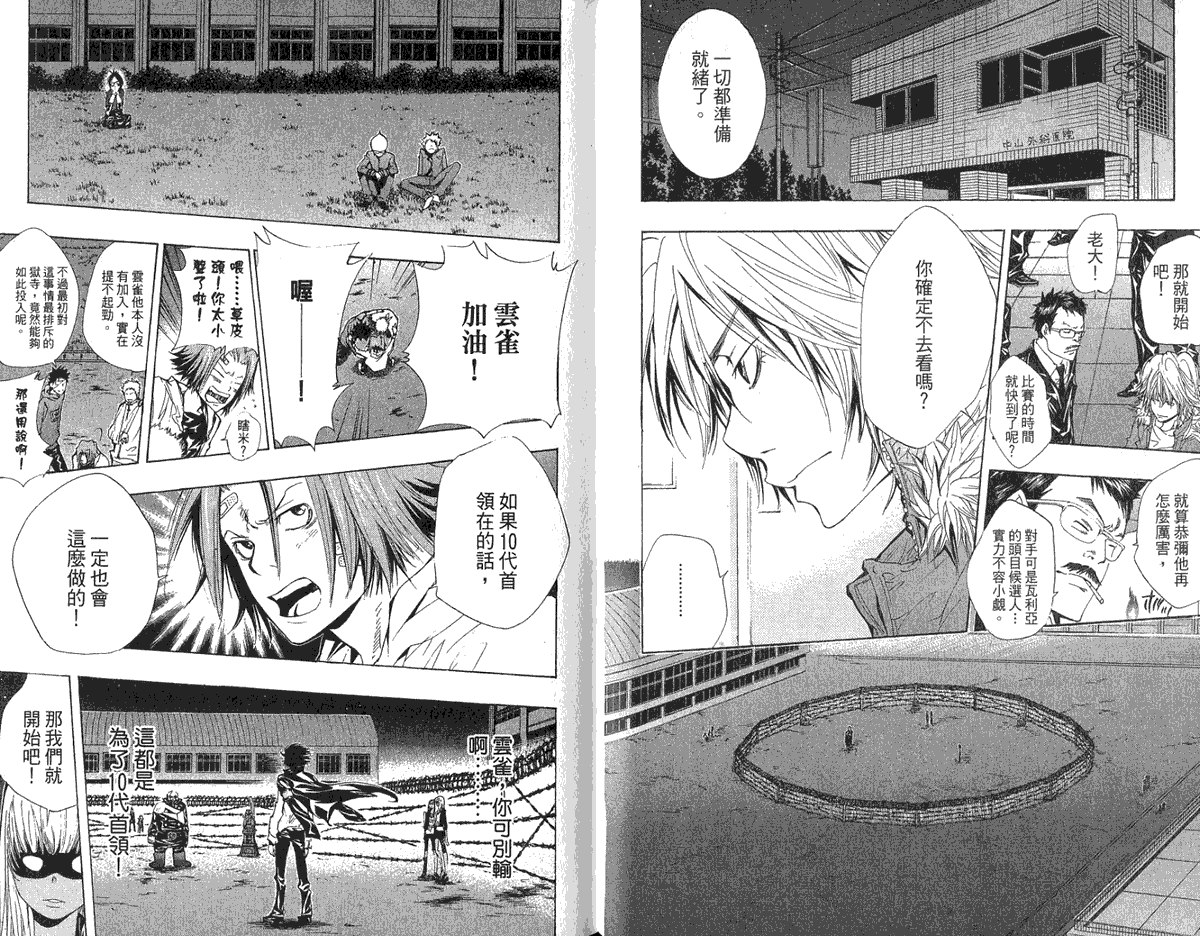 一切都準備
就緒了。
中山外科医院
那就開始
吧！
老大！
比賽的時間
就快到了呢？
你確定不去看嗎？
就算恭彌他再
怎麼厲害，
對手可是瓦利亞
的頭目候選人…
實力不容小覷。
…………
雲雀
加油！
喔
——！
喂……草皮
頭！你太小
聲了啦！
瞎米？
雲雀他本人沒
有加入，實在
提不起勁。
不過最初對
這事情最排斥的
獄寺，竟然能夠
如此投入呢。
那還用說啊！
如果10代首
領在的話，
一定也會
這麼做的！
雲雀，你可別輸
啊………
這都是
為了10代首領！
那我們就
開始吧！